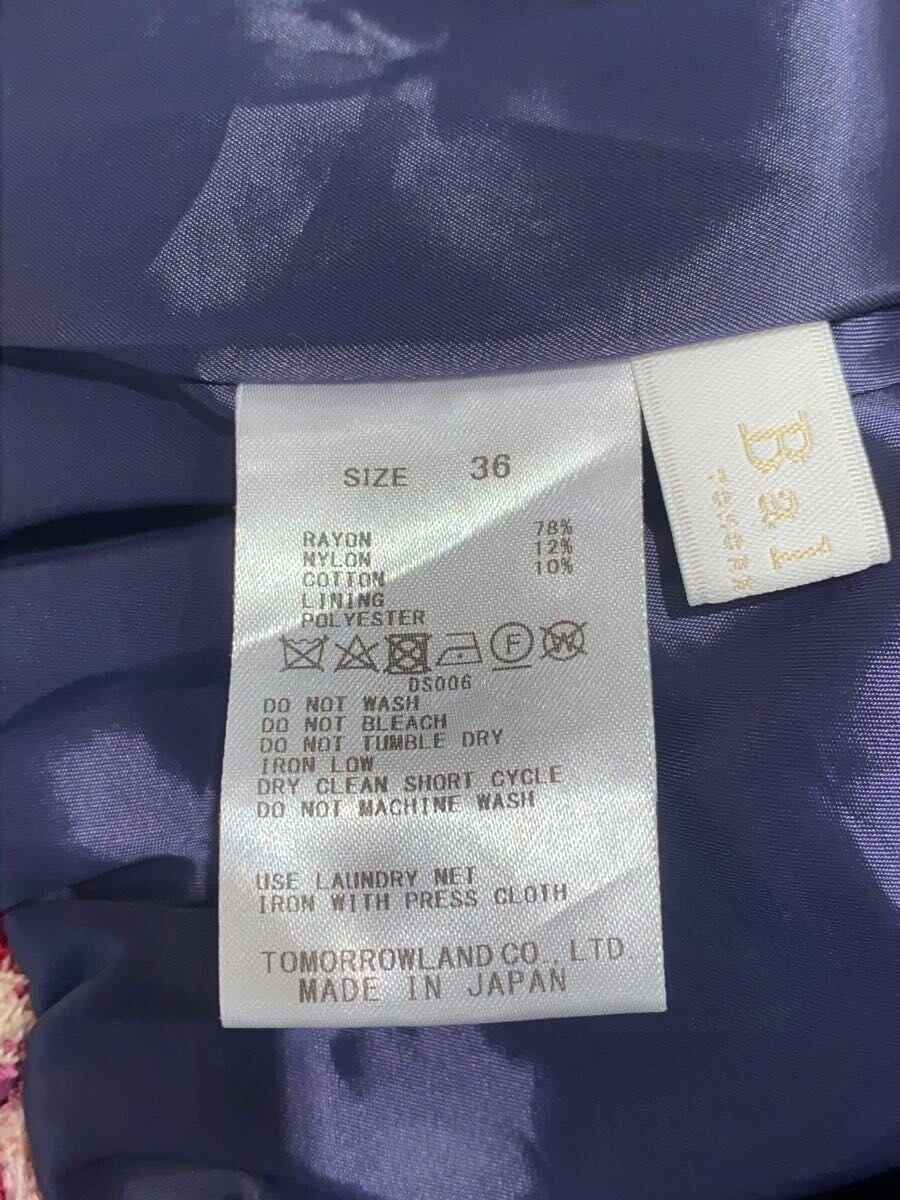 SIZE 36
RAYON 78%
NYLON 12%
COTTON 10%
LINING
POLYESTER
F W
DS006
DO NOT WASH
DO NOT BLEACH
DO NOT TUMBLE DRY
IRON LOW
DRY CLEAN SHORT CYCLE
DO NOT MACHINE WASH
USE LAUNDRY NET
IRON WITH PRESS CLOTH
TOMORROWLAND CO., LTD.
MADE IN JAPAN
Bal